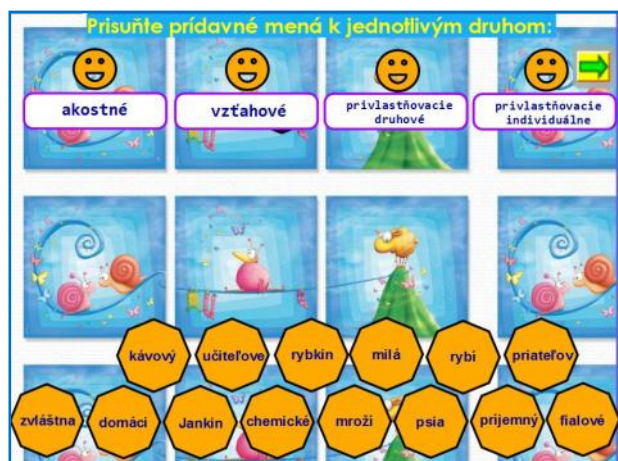 Prisuňte prídavné mená k jednotlivým druhom:
akostné
vzťahové
privlastňovacie
druhové
privlastňovacie
individuálne
kávový
učiteľove
rybkin
milá
rybí
priateľov
zvláštna
domáci
Jankin
chemické
mroží
psia
príjemný
fialové